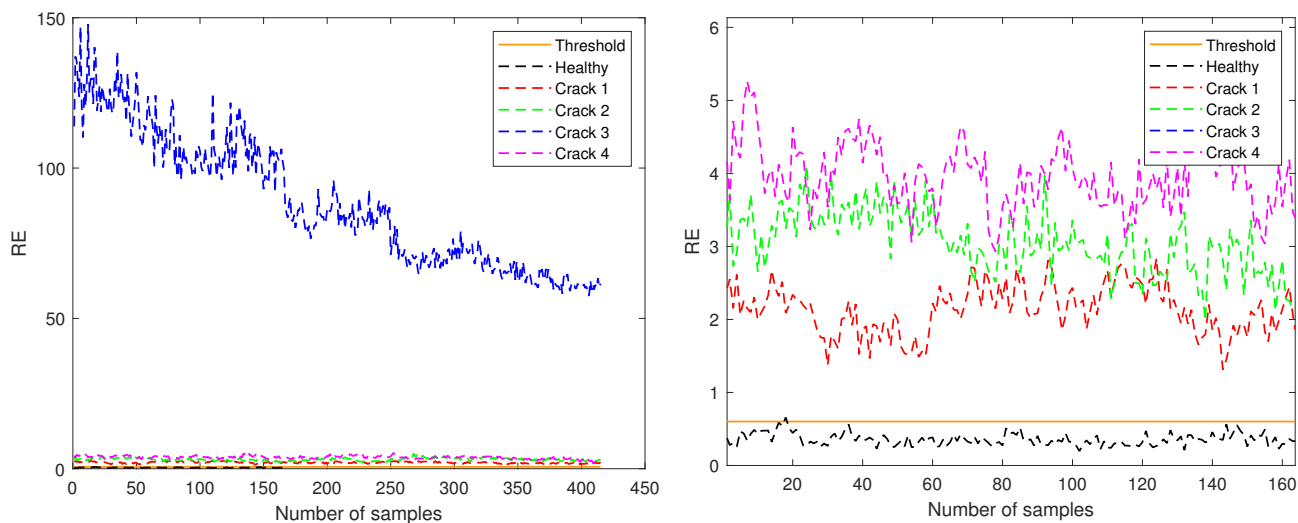 150
100
50
0
RE
0
50
100
150
200
250
300
350
400
450
Number of samples
Threshold
Healthy
Crack 1
Crack 2
Crack 3
Crack 4
6
5
4
3
2
1
0
RE
20
40
60
80
100
120
140
160
Number of samples
Threshold
Healthy
Crack 1
Crack 2
Crack 3
Crack 4